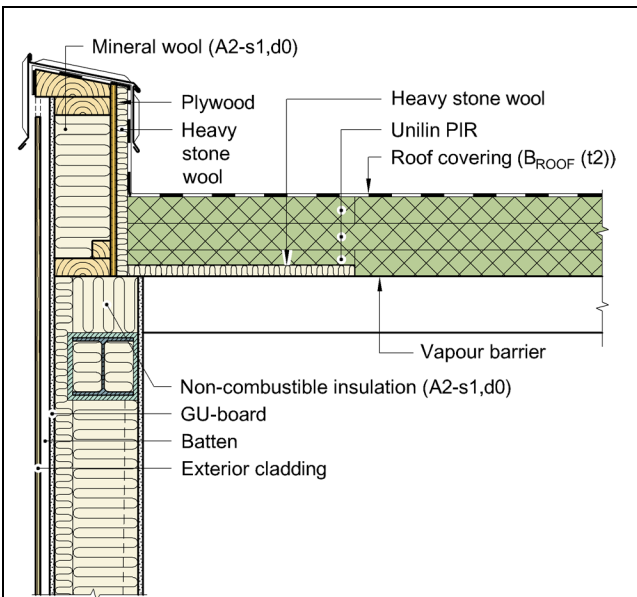 Mineral wool (A2-s1,d0)
Plywood
Heavy
stone
wool
Heavy stone wool
Unilin PIR
Roof covering (BROOF (t2))
Vapour barrier
Non-combustible insulation (A2-s1,d0)
GU-board
Batten
Exterior cladding